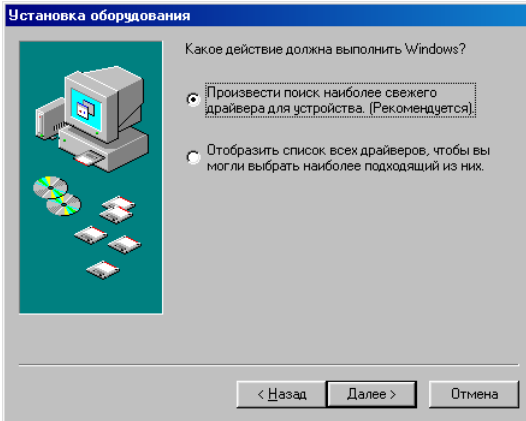 Установка оборудования
Какое действие должна выполнить Windows?
Произвести поиск наиболее свежего
драйвера для устройства. (Рекомендуется).
Отобразить список всех драйверов, чтобы вы
могли выбрать наиболее подходящий из них.
< Назад Далее > Отмена